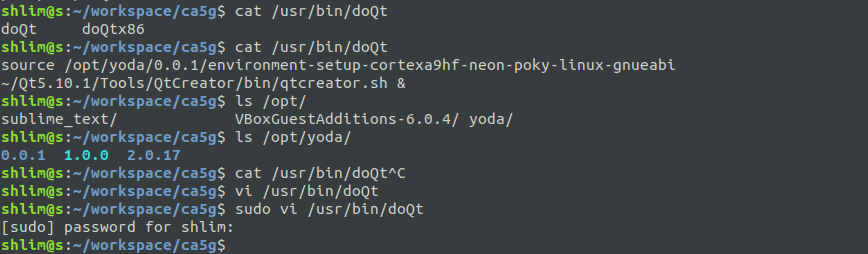 shlim@s:~/workspace/ca5g$ cat /usr/bin/doQt
doQt     doQtx86
shlim@s:~/workspace/ca5g$ cat /usr/bin/doQt
source /opt/yoda/0.0.1/environment-setup-cortexa9hf-neon-poky-linux-gnueabi
~/Qt5.10.1/Tools/QtCreator/bin/qtcreator.sh &
shlim@s:~/workspace/ca5g$ ls /opt/
sublime_text/              VBoxGuestAdditions-6.0.4/ yoda/
shlim@s:~/workspace/ca5g$ ls /opt/yoda/
0.0.1  1.0.0  2.0.17
shlim@s:~/workspace/ca5g$ cat /usr/bin/doQt^C
shlim@s:~/workspace/ca5g$ vi /usr/bin/doQt
shlim@s:~/workspace/ca5g$ sudo vi /usr/bin/doQt
[sudo] password for shlim:
shlim@s:~/workspace/ca5g$